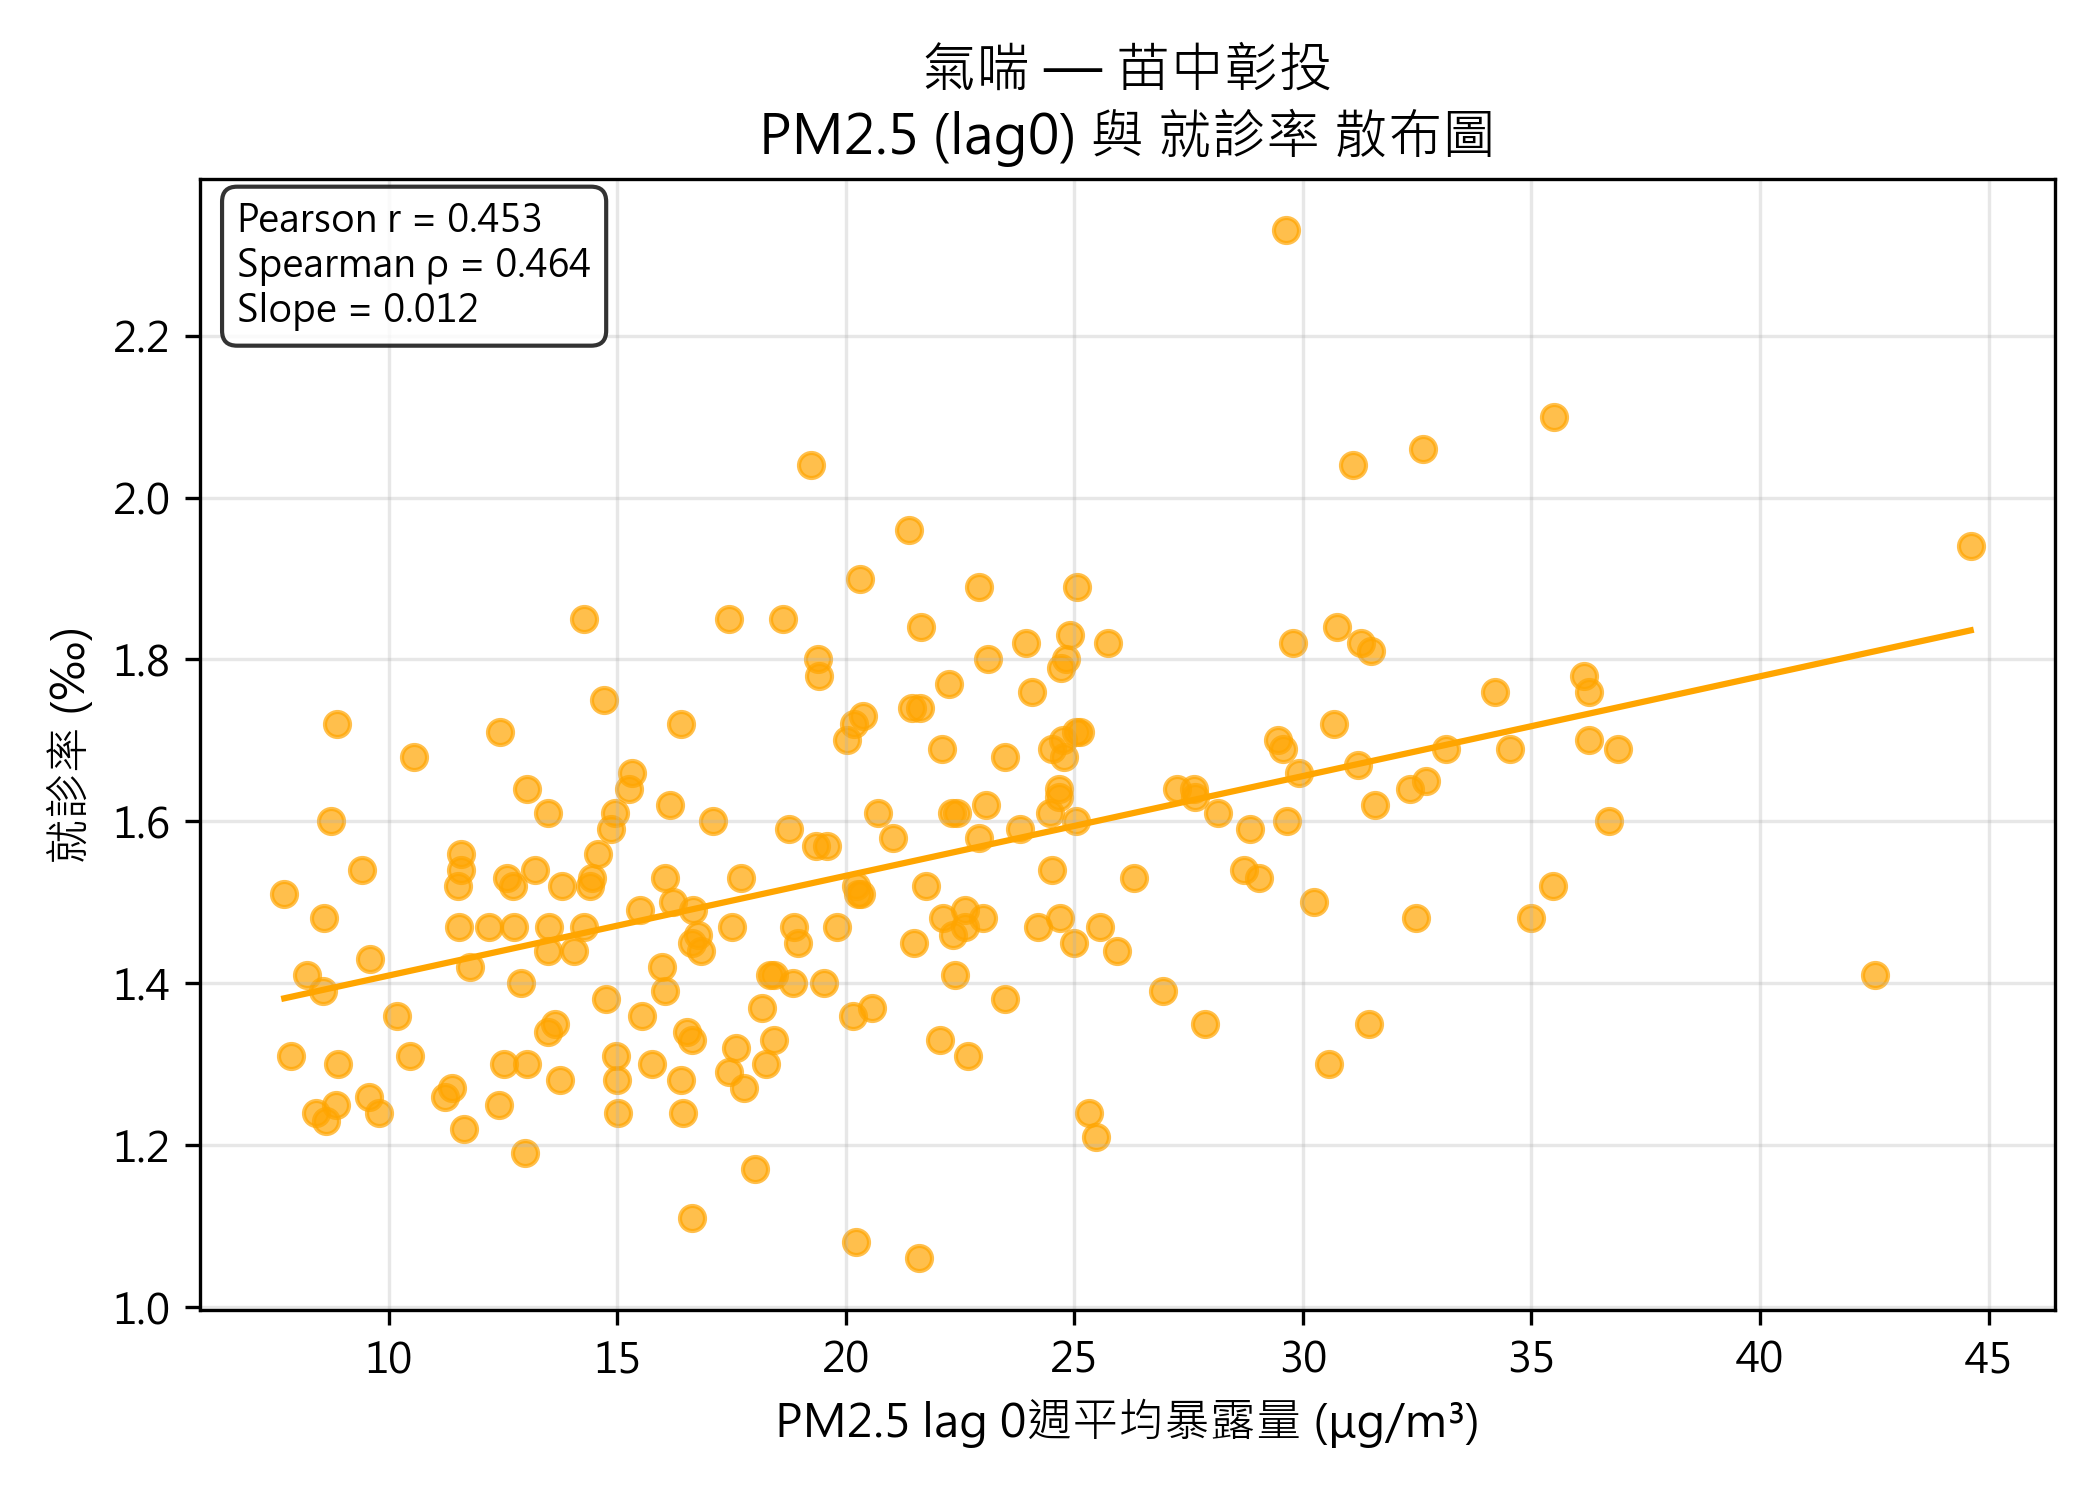 氣喘 — 苗中彰投
PM2.5 (lag0) 與 就診率 散布圖
Pearson r = 0.453
Spearman ρ = 0.464
Slope = 0.012
就診率 (‰)
2.2
2.0
1.8
1.6
1.4
1.2
1.0
10 15 20 25 30 35 40 45
PM2.5 lag 0週平均暴露量 (μg/m³)